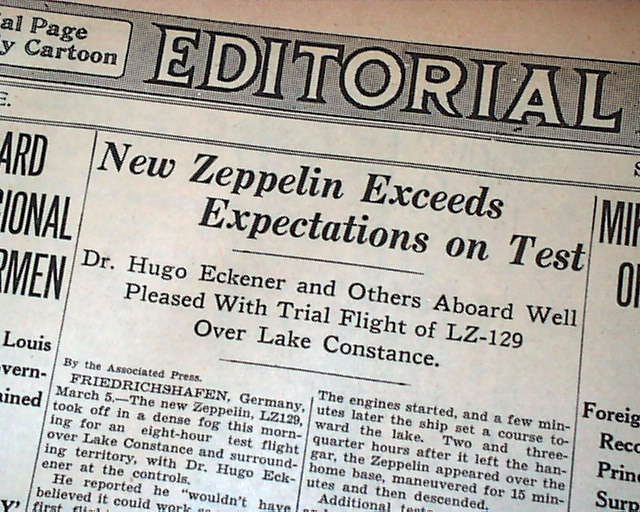 al Page
y Cartoon
EDITORIAL
E.
S
ARD
IONAL
RMEN
Louis
vern-
ained
Y'
New Zeppelin Exceeds
Expectations on Test
Dr. Hugo Eckener and Others Aboard Well
Pleased With Trial Flight of LZ-129
Over Lake Constance.
By the Associated Press.
FRIEDRICHSHAFEN, Germany,
March 5.—The new Zeppelin, LZ129,
took off in a dense fog this morn-
ing for an eight-hour test flight
over Lake Constance and surround-
ing territory, with Dr. Hugo Eck-
ener at the controls.
He reported he "wouldn't have
believed it could work
first
The engines started, and a few min-
utes later the ship set a course to-
ward the lake. Two and three-
quarter hours after it left the han-
gar, the Zeppelin appeared over the
home base, maneuvered for 15 min-
utes and then descended.
Additional
MI
O
Foreig
Reco
Prin
Surp